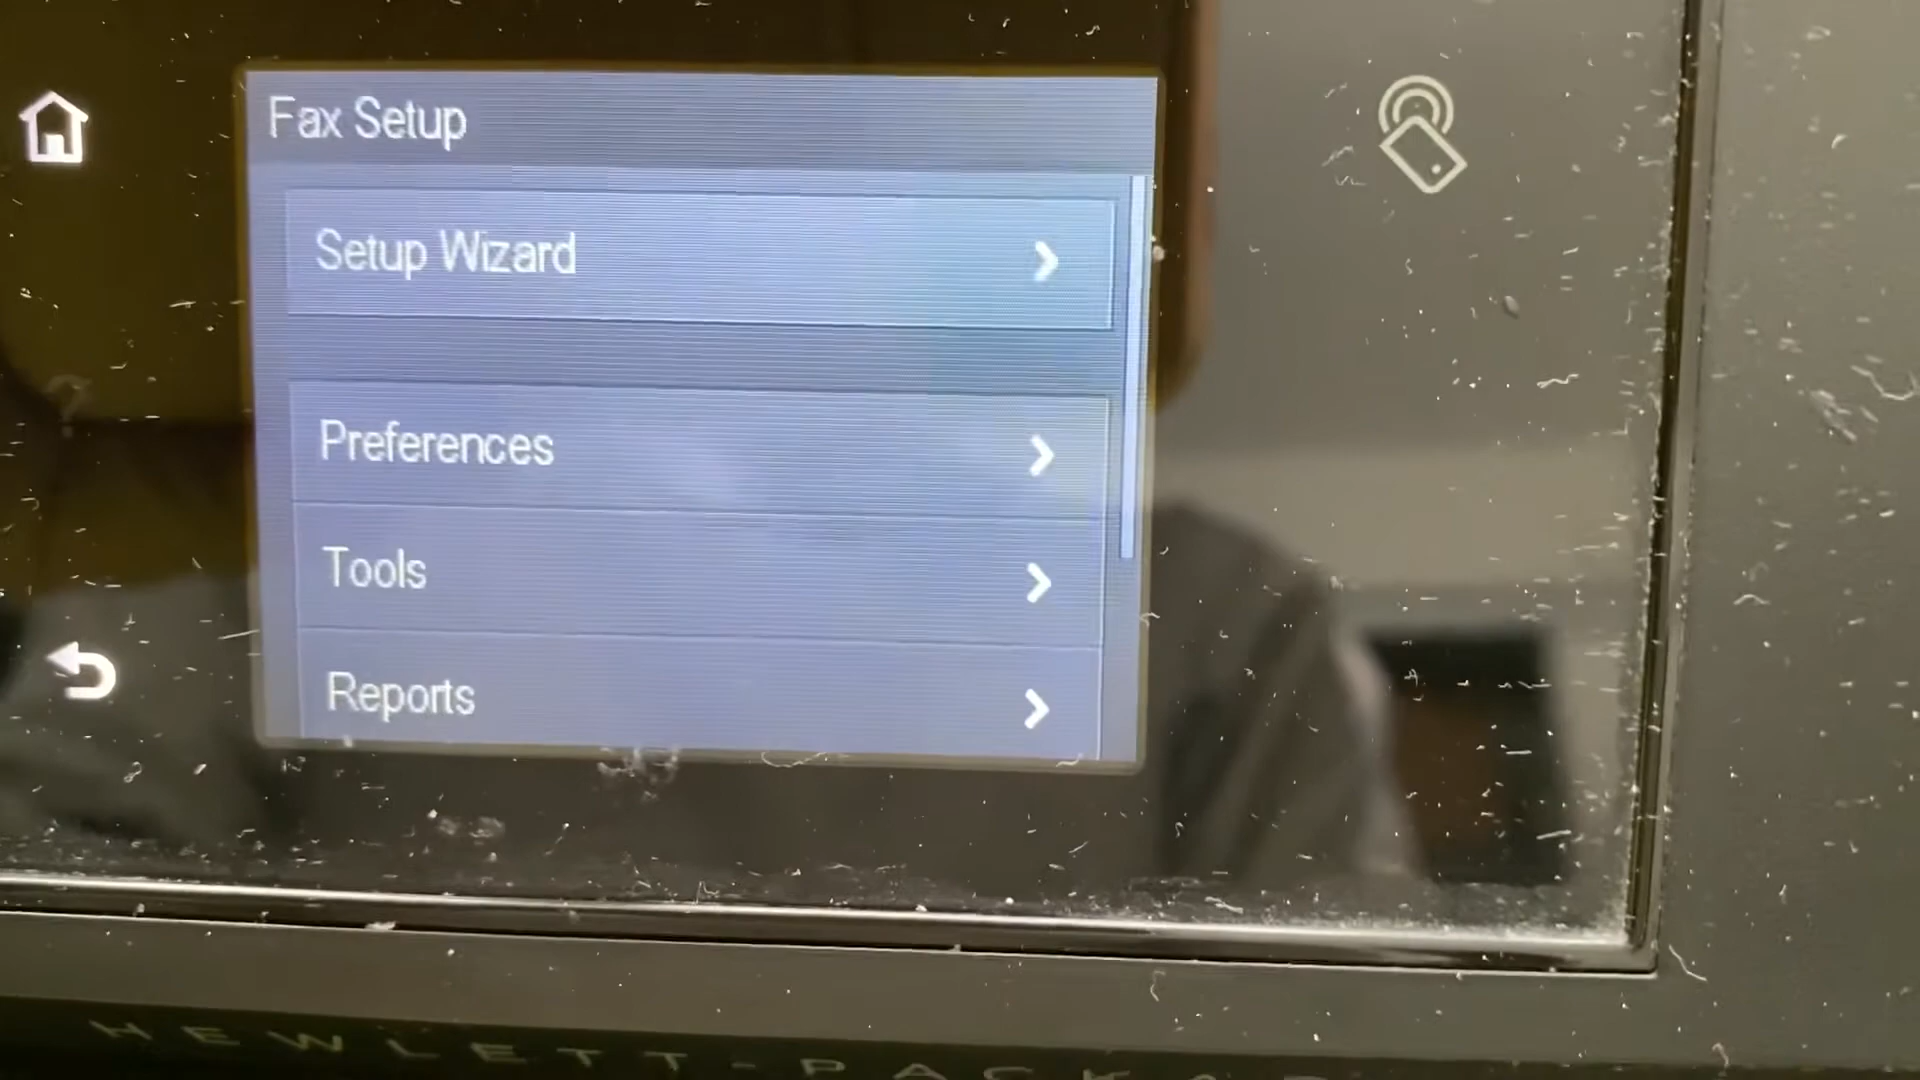 Fax Setup
Setup Wizard
Preferences
Tools
Reports